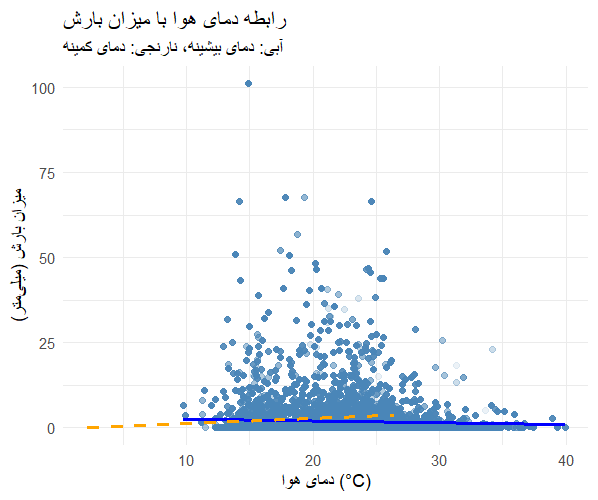 رابطه دمای هوا با میزان بارش
آبی: دمای بیشینه، نارنجی: دمای کمینه
میزان بارش (میلی‌متر)
100
75
50
25
0
10
20
30
40
دمای هوا (°C)